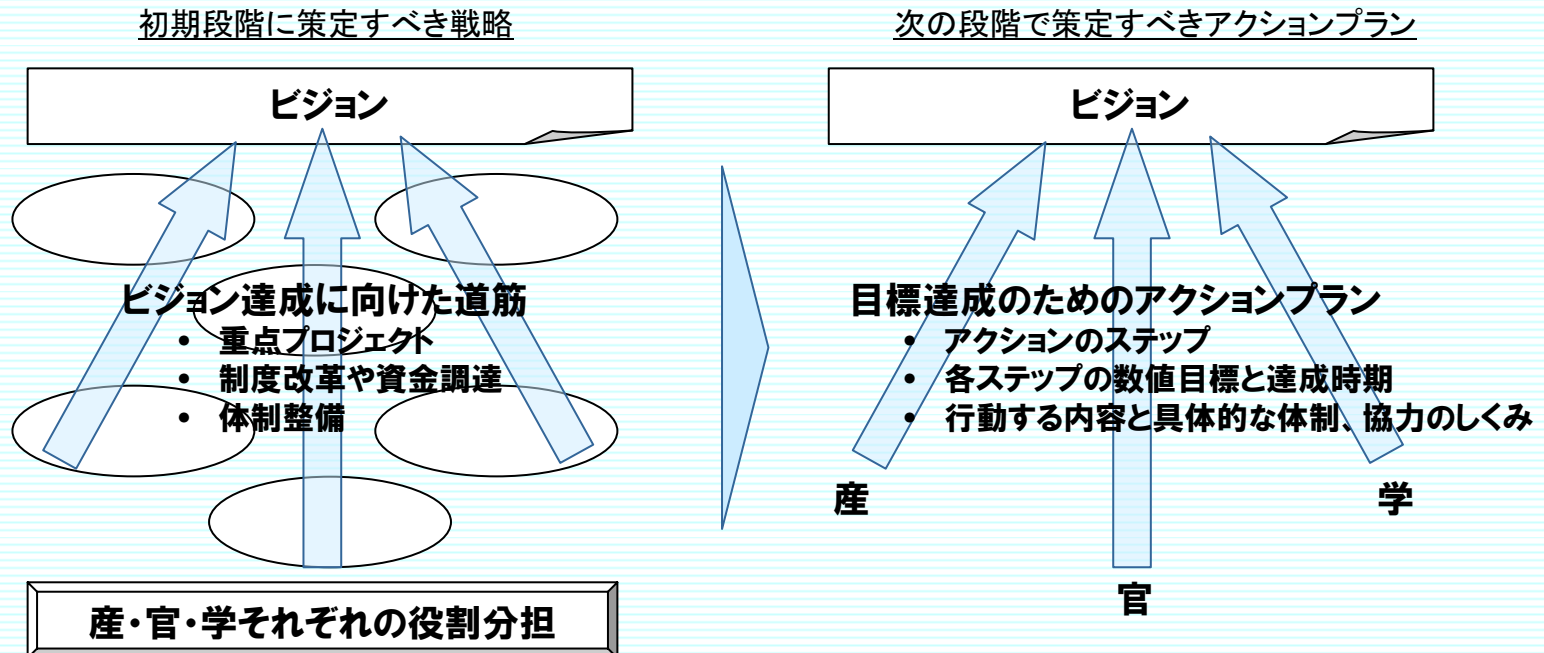 初期段階に策定すべき戦略
ビジョン
ビジョン達成に向けた道筋
• 重点プロジェクト
• 制度改革や資金調達
• 体制整備
産・官・学それぞれの役割分担
次の段階で策定すべきアクションプラン
ビジョン
目標達成のためのアクションプラン
• アクションのステップ
• 各ステップの数値目標と達成時期
• 行動する内容と具体的な体制、協力のしくみ
産
学
官